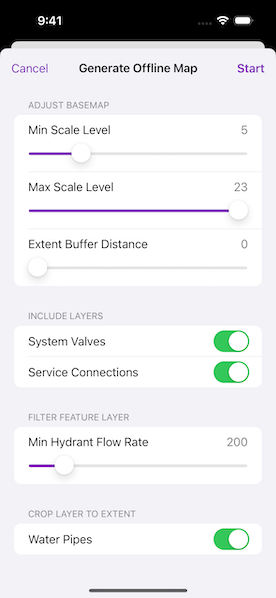 9:41
Cancel Generate Offline Map Start
ADJUST BASEMAP
Min Scale Level 5
Max Scale Level 23
Extent Buffer Distance 0
INCLUDE LAYERS
System Valves
Service Connections
FILTER FEATURE LAYER
Min Hydrant Flow Rate 200
CROP LAYER TO EXTENT
Water Pipes